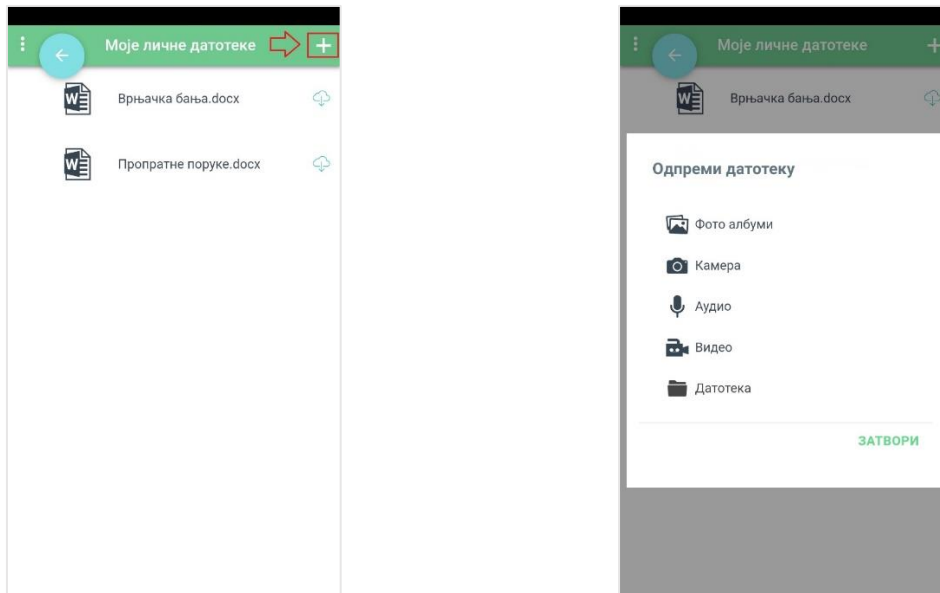 Моје личне датотеке
Врњачка бања.docx
Пропратне поруке.docx
Моје личне датотеке
Врњачка бања.docx
Одпреми датотеку
Фото албуми
Камера
Аудио
Видео
Датотека
ЗАТВОРИ